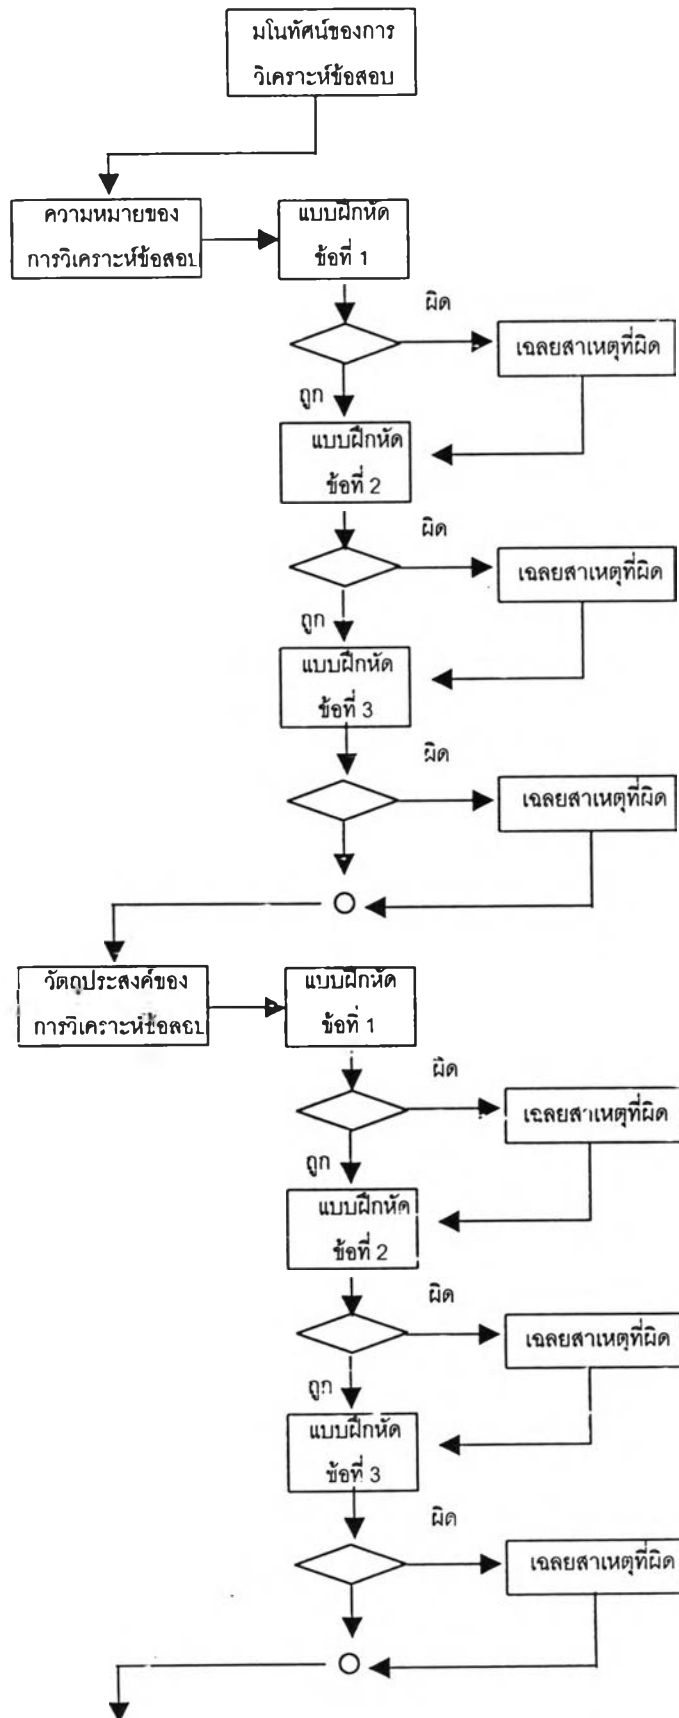 มโนทัศน์ของการ
วิเคราะห์ข้อสอบ
ความหมายของ
การวิเคราะห์ข้อสอบ
แบบฝึกหัด
ข้อที่ 1
ผิด
เฉลยสาเหตุที่ผิด
ถูก
แบบฝึกหัด
ข้อที่ 2
ผิด
เฉลยสาเหตุที่ผิด
ถูก
แบบฝึกหัด
ข้อที่ 3
ผิด
เฉลยสาเหตุที่ผิด
วัตถุประสงค์ของ
การวิเคราะห์ข้อสอบ
แบบฝึกหัด
ข้อที่ 1
ผิด
เฉลยสาเหตุที่ผิด
ถูก
แบบฝึกหัด
ข้อที่ 2
ผิด
เฉลยสาเหตุที่ผิด
ถูก
แบบฝึกหัด
ข้อที่ 3
ผิด
เฉลยสาเหตุที่ผิด